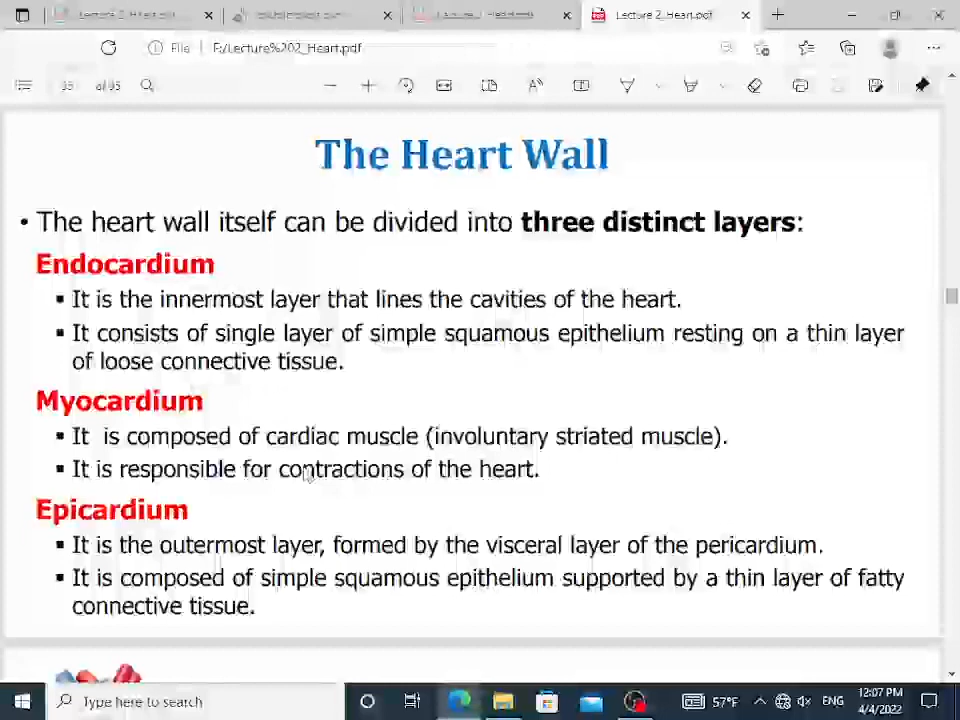 Lecture 2_Heart.pdf
File
F:/Lecture%202_Heart.pdf
The Heart Wall
• The heart wall itself can be divided into three distinct layers:
Endocardium
▪ It is the innermost layer that lines the cavities of the heart.
▪ It consists of single layer of simple squamous epithelium resting on a thin layer
of loose connective tissue.
Myocardium
▪ It is composed of cardiac muscle (involuntary striated muscle).
▪ It is responsible for contractions of the heart.
Epicardium
▪ It is the outermost layer, formed by the visceral layer of the pericardium.
▪ It is composed of simple squamous epithelium supported by a thin layer of fatty
connective tissue.
Type here to search
57°F
ENG
12:07 PM
4/4/2022